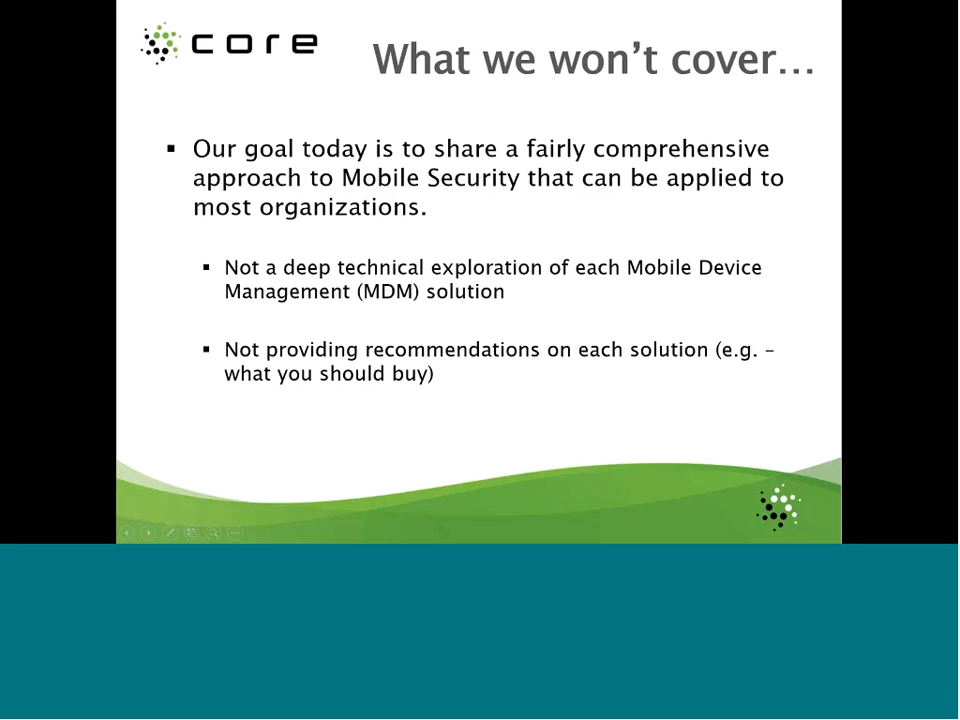 core
What we won't cover…
▪ Our goal today is to share a fairly comprehensive
approach to Mobile Security that can be applied to
most organizations.
▪ Not a deep technical exploration of each Mobile Device
Management (MDM) solution
▪ Not providing recommendations on each solution (e.g. –
what you should buy)